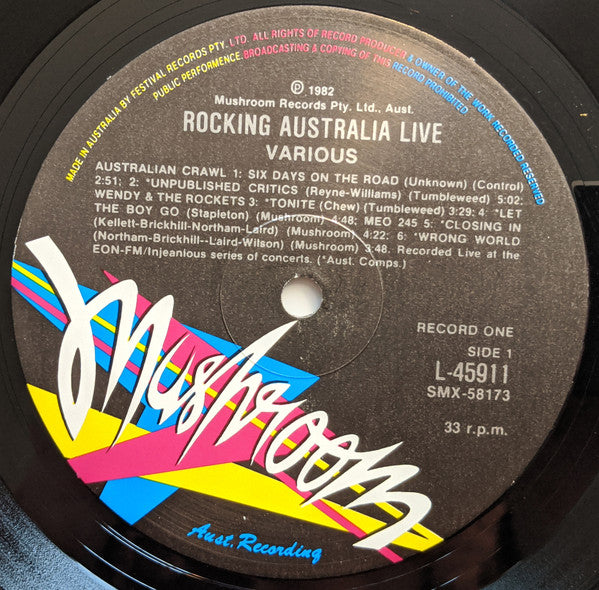 MADE IN AUSTRALIA BY FESTIVAL RECORDS PTY. LTD. ALL RIGHTS OF RECORD PRODUCER & OWNER OF THE WORK RECORDED RESERVED
PUBLIC PERFORMENCE. BROADCASTING & COPYING OF THIS RECORD PROHIBITED.
Ⓟ 1982
Mushroom Records Pty. Ltd., Aust.
ROCKING AUSTRALIA LIVE
VARIOUS
AUSTRALIAN CRAWL 1: SIX DAYS ON THE ROAD (Unknown) (Control)
2:51; 2: *UNPUBLISHED CRITICS (Reyne-Williams) (Tumbleweed) 5:02;
WENDY & THE ROCKETS 3: *TONITE (Chew) (Tumbleweed) 3:29; 4: *LET
THE BOY GO (Stapleton) (Mushroom) 4:48; MEO 245 5: *CLOSING IN
(Kellett-Brickhill-Northam-Laird) (Mushroom) 4:22; 6: *WRONG WORLD
(Northam-Brickhill--Laird-Wilson) (Mushroom) 3:48. Recorded Live at the
EON-FM/Injeanious series of concerts. (*Aust. Comps.)
RECORD ONE
SIDE 1
L-45911
SMX-58173
33 r.p.m.
Mushroom
Aust. Recording